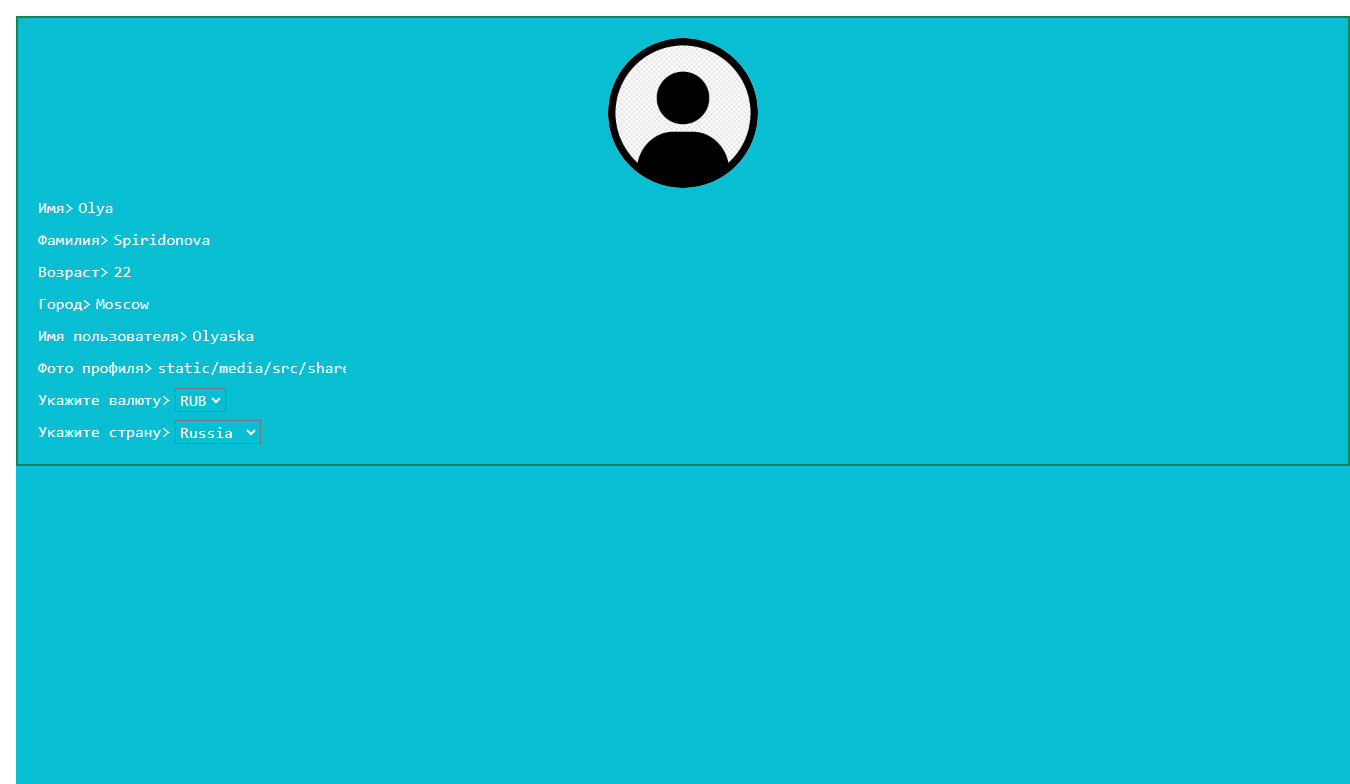 Имя> Olya
Фамилия> Spiridonova
Возраст> 22
Город> Moscow
Имя пользователя> Olyaska
Фото профиля> static/media/src/share
Укажите валюту> RUB
Укажите страну> Russia